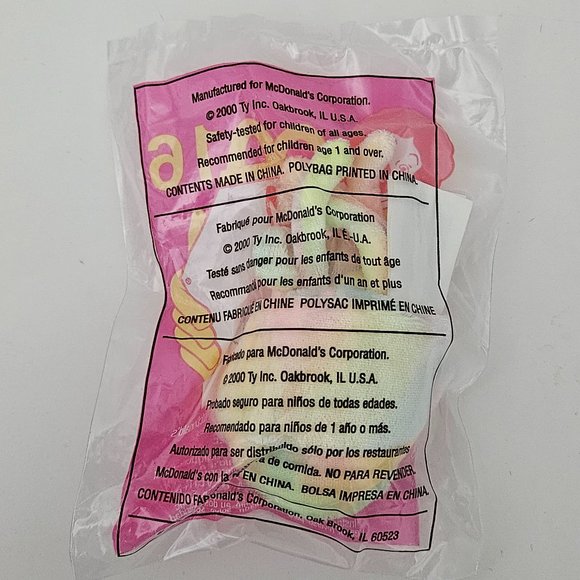 Manufactured for McDonald's Corporation.
© 2000 Ty Inc. Oakbrook, IL U.S.A.
Safety-tested for children of all ages.
Recommended for children age 1 and over.
CONTENTS MADE IN CHINA. POLYBAG PRINTED IN CHINA.
Fabriqué pour McDonald's Corporation
© 2000 Ty Inc. Oakbrook, IL É.-U.A.
Testé sans danger pour les enfants de tout âge
Recommandé pour les enfants d'un an et plus
CONTENU FABRIQUÉ EN CHINE POLYSAC IMPRIMÉ EN CHINE
para McDonald's Corporation.
© 2000 Ty Inc. Oakbrook, IL U.S.A.
Probado seguro para niños de todas edades.
Recomendado para niños de 1 año o más.
Autorizado para ser distribuido sólo por los restaurantes
McDonald's con la de comida. NO PARA REVENDER.
CONTENIDO EN CHINA. BOLSA IMPRESA EN CHINA.
Corporation, Oak Brook, IL 60523